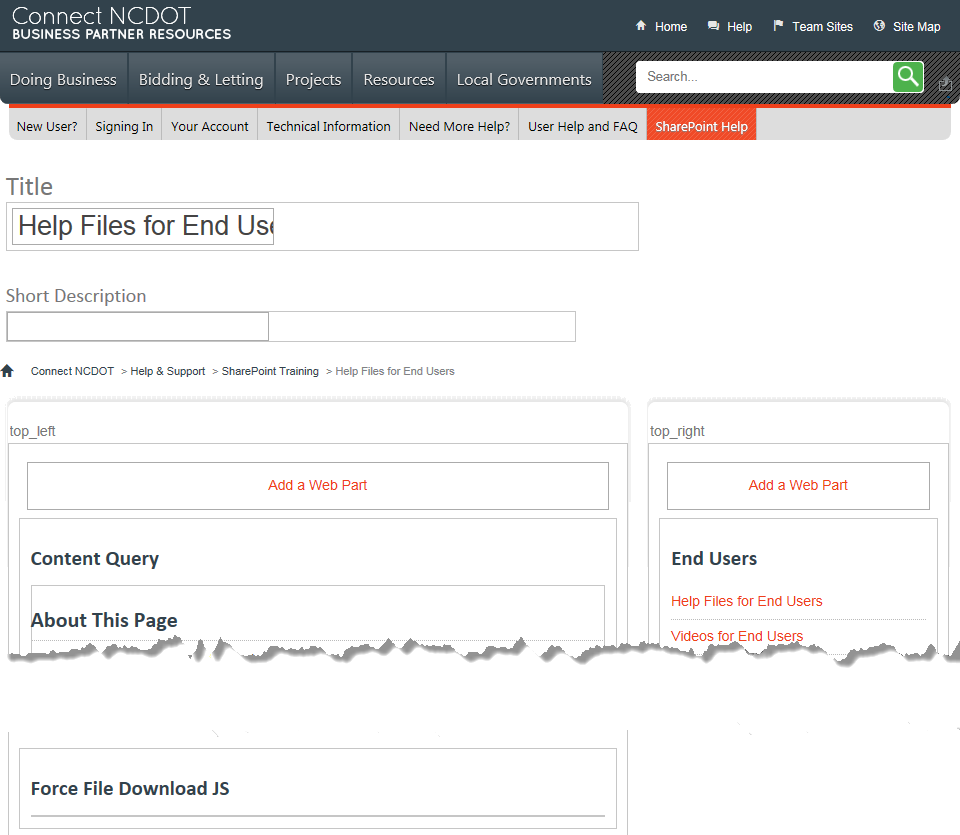 Connect NCDOT
BUSINESS PARTNER RESOURCES
Home Help Team Sites Site Map
Doing Business Bidding & Letting Projects Resources Local Governments Search...
New User? Signing In Your Account Technical Information Need More Help? User Help and FAQ SharePoint Help
Title
Help Files for End Use
Short Description
Connect NCDOT > Help & Support > SharePoint Training > Help Files for End Users
top_left
Add a Web Part
Content Query
About This Page
top_right
Add a Web Part
End Users
Help Files for End Users
Videos for End Users
Force File Download JS